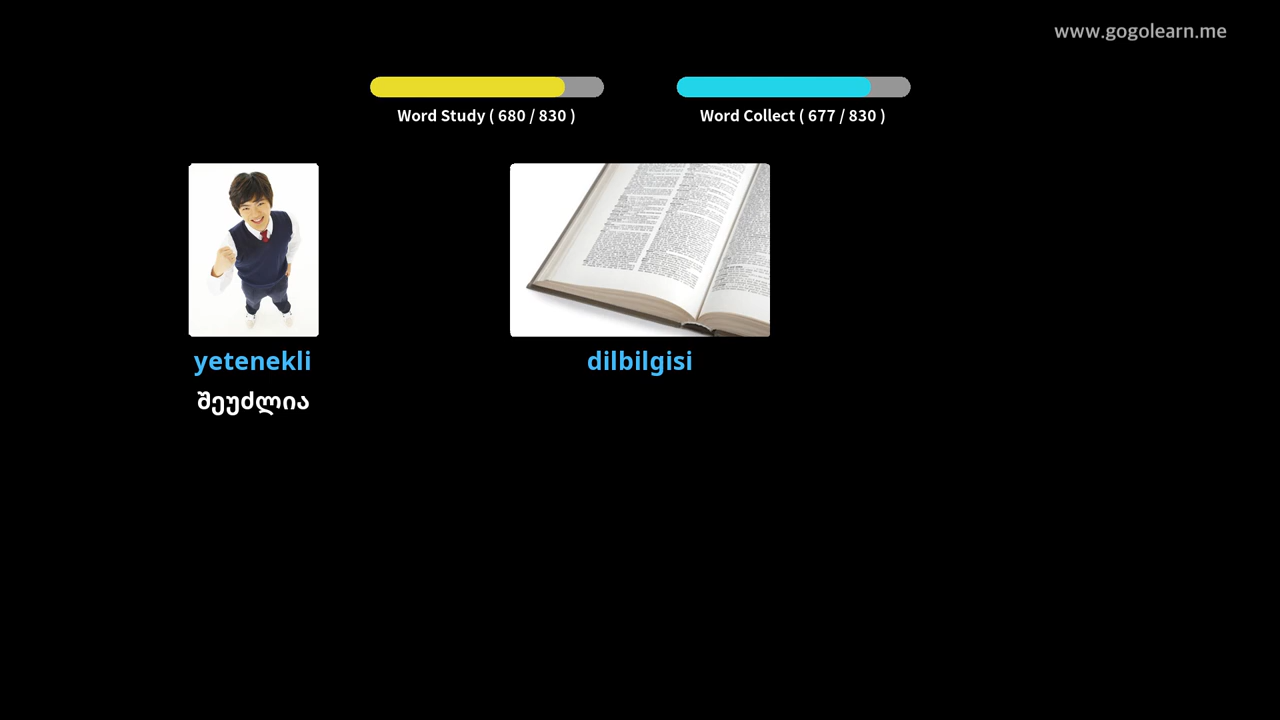 www.gogolearn.me
Word Study ( 680 / 830 )
Word Collect ( 677 / 830 )
yetenekli
dilbilgisi
შეუძლია